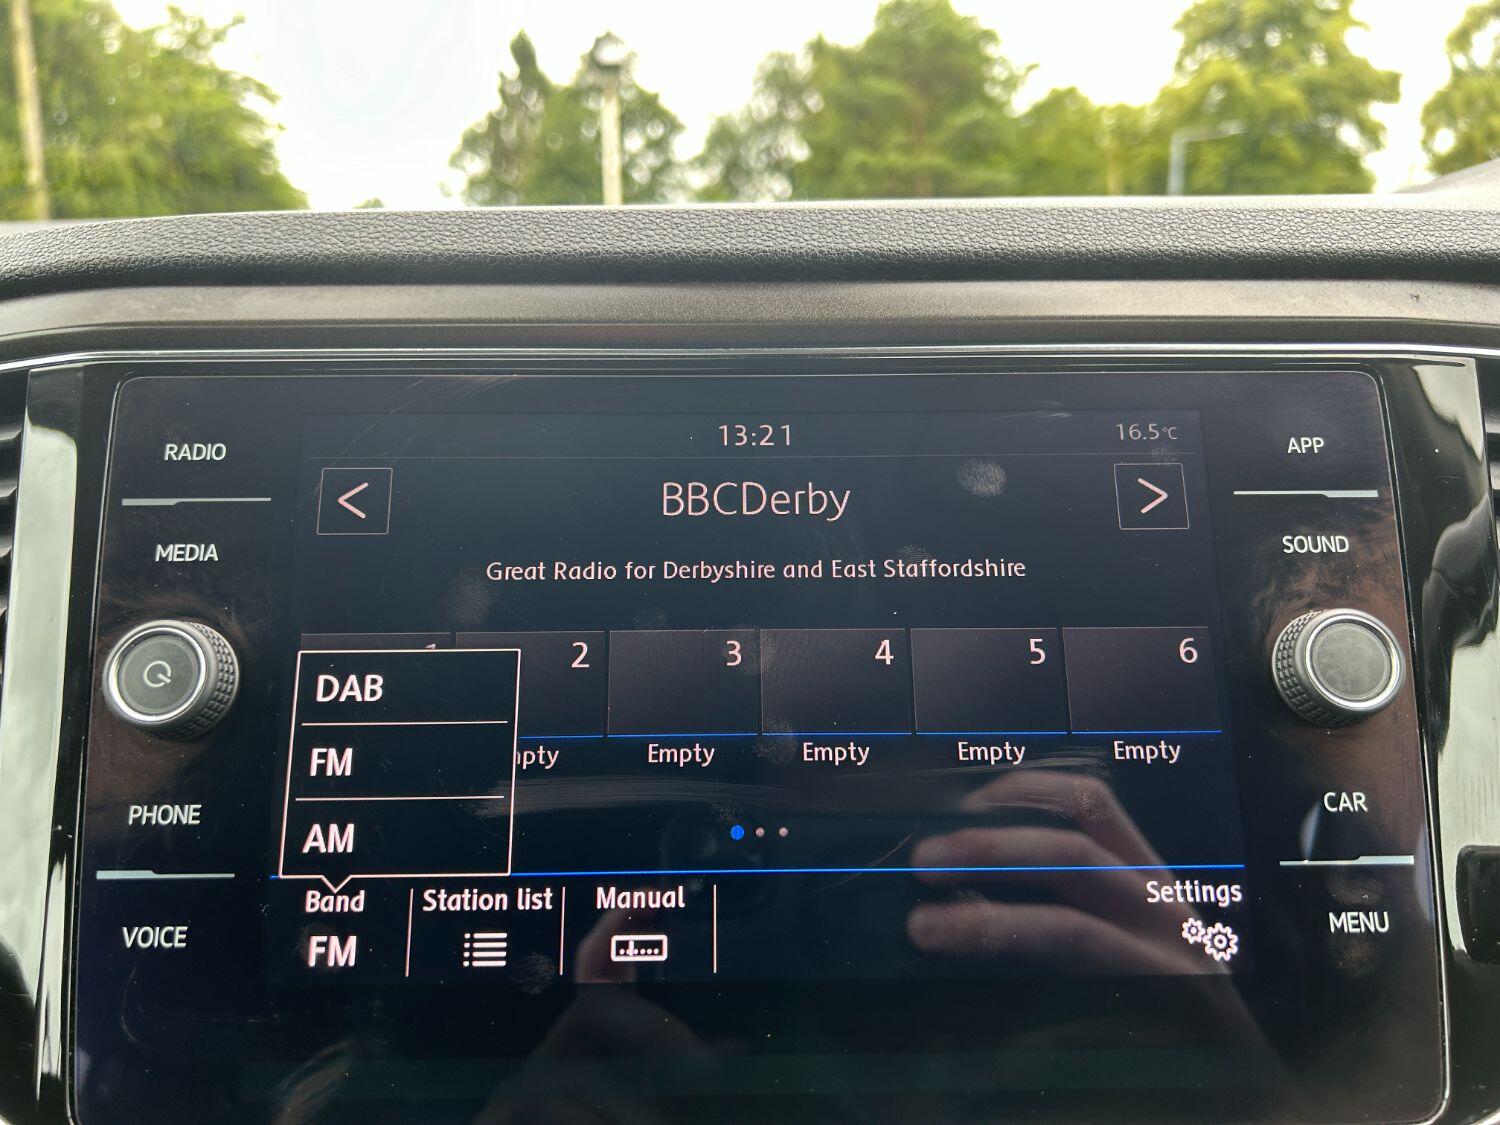 RADIO
MEDIA
PHONE
VOICE
13:21
16.5°C
<
BBCDerby
>
Great Radio for Derbyshire and East Staffordshire
2 3 4 5 6
Empty Empty Empty Empty
DAB
FM
AM
Band
FM
Station list
Manual
Settings
APP
SOUND
CAR
MENU